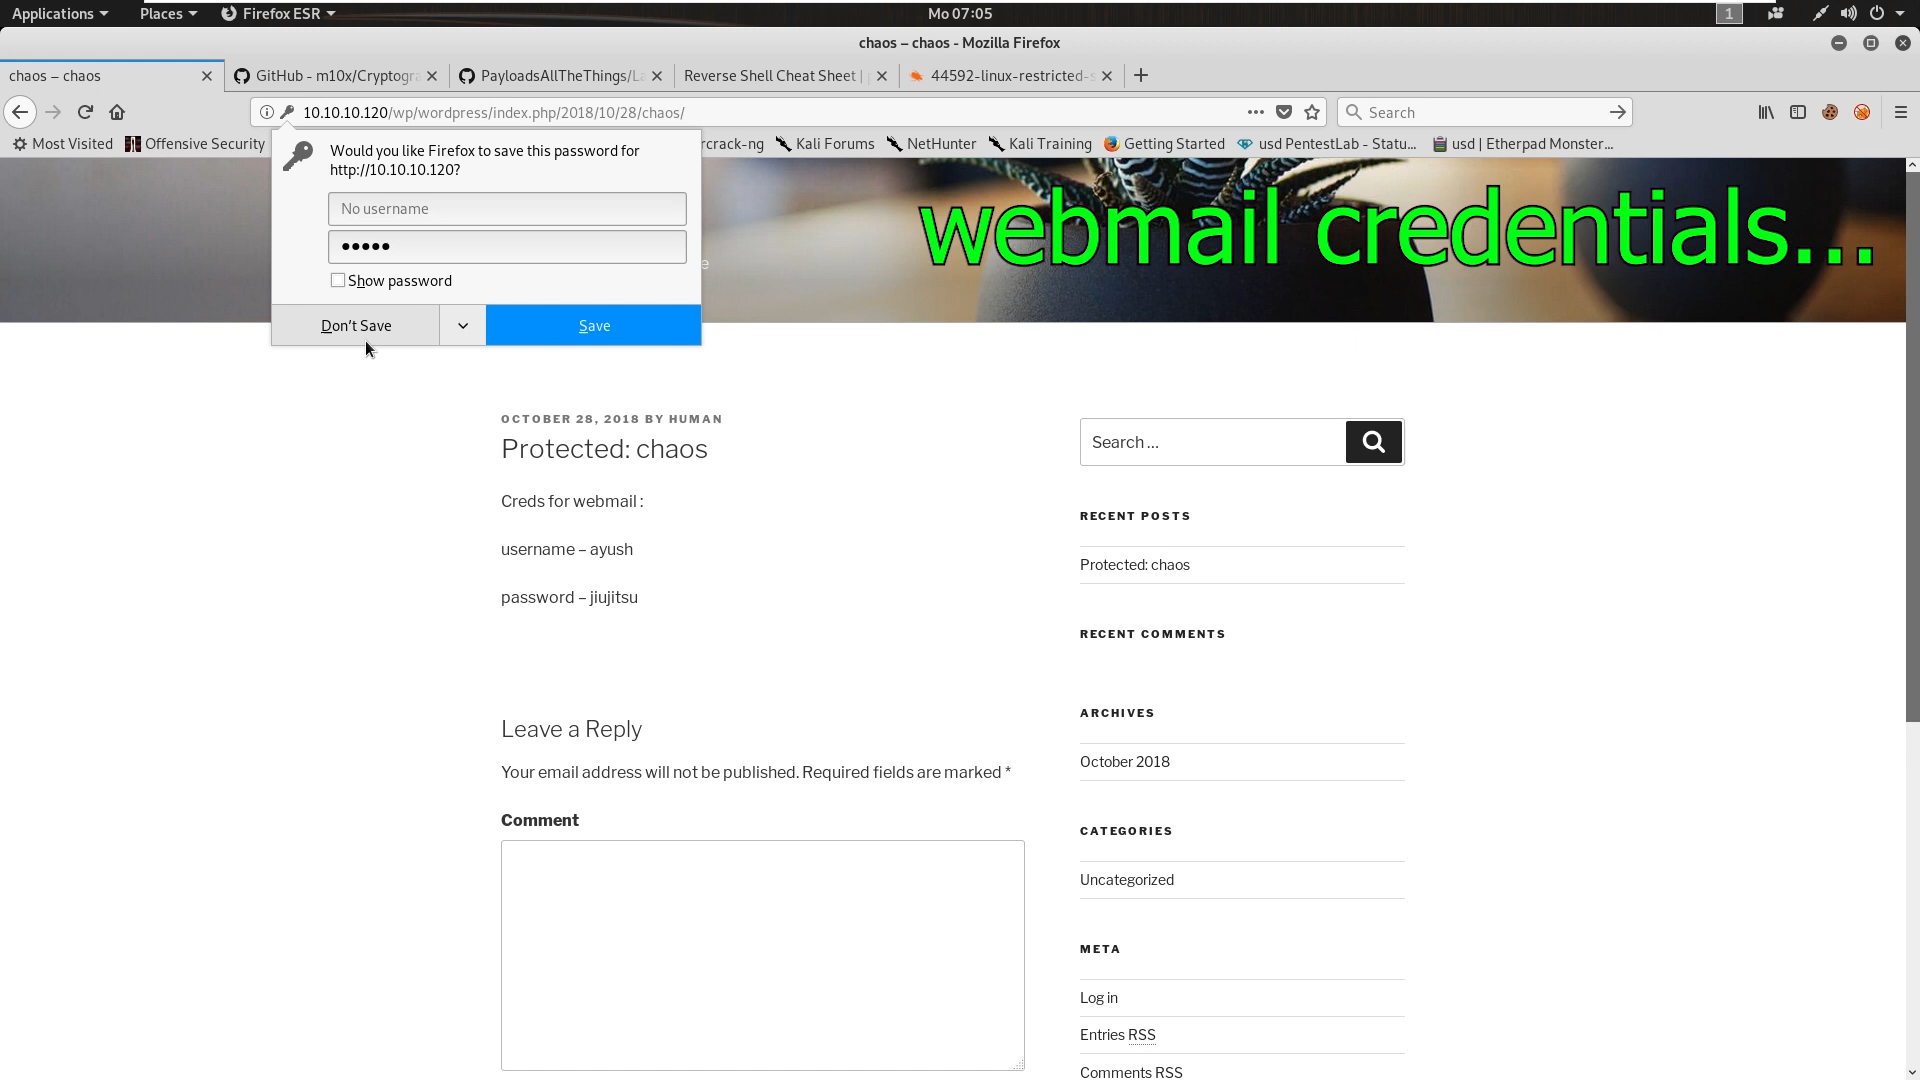 Applications Places Firefox ESR Mo 07:05 1
chaos – chaos - Mozilla Firefox
chaos – chaos GitHub - m10x/Cryptogra PayloadsAllTheThings/L Reverse Shell Cheat Sheet | 44592-linux-restricted-s
10.10.10.120/wp/wordpress/index.php/2018/10/28/chaos/ Search
Most Visited Offensive Security rcrack-ng Kali Forums NetHunter Kali Training Getting Started usd PentestLab - Statu... usd | Etherpad Monster...
Would you like Firefox to save this password for
http://10.10.10.120?
No username
●●●●●
Show password
Don't Save Save
e
webmail credentials...
OCTOBER 28, 2018 BY HUMAN
Protected: chaos
Creds for webmail :
username – ayush
password – jiujitsu
Leave a Reply
Your email address will not be published. Required fields are marked *
Comment
Search …
RECENT POSTS
Protected: chaos
RECENT COMMENTS
ARCHIVES
October 2018
CATEGORIES
Uncategorized
META
Log in
Entries RSS
Comments RSS